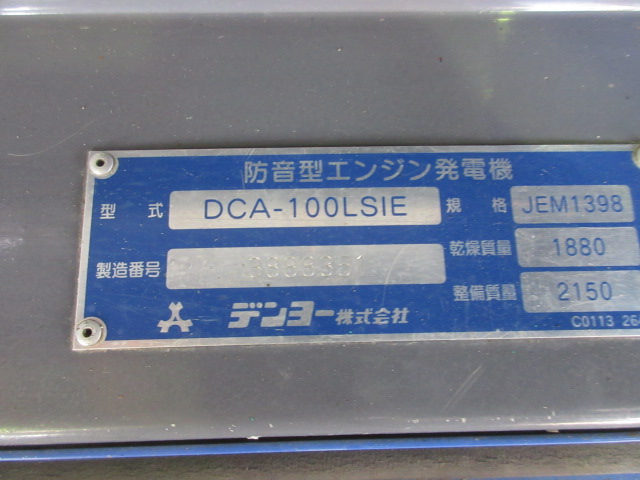 防音型エンジン発電機
型式 DCA-100LSIE 規格 JEM1398
乾燥質量 1880
製造番号
整備質量 2150
デンヨー株式会社
C0113 264